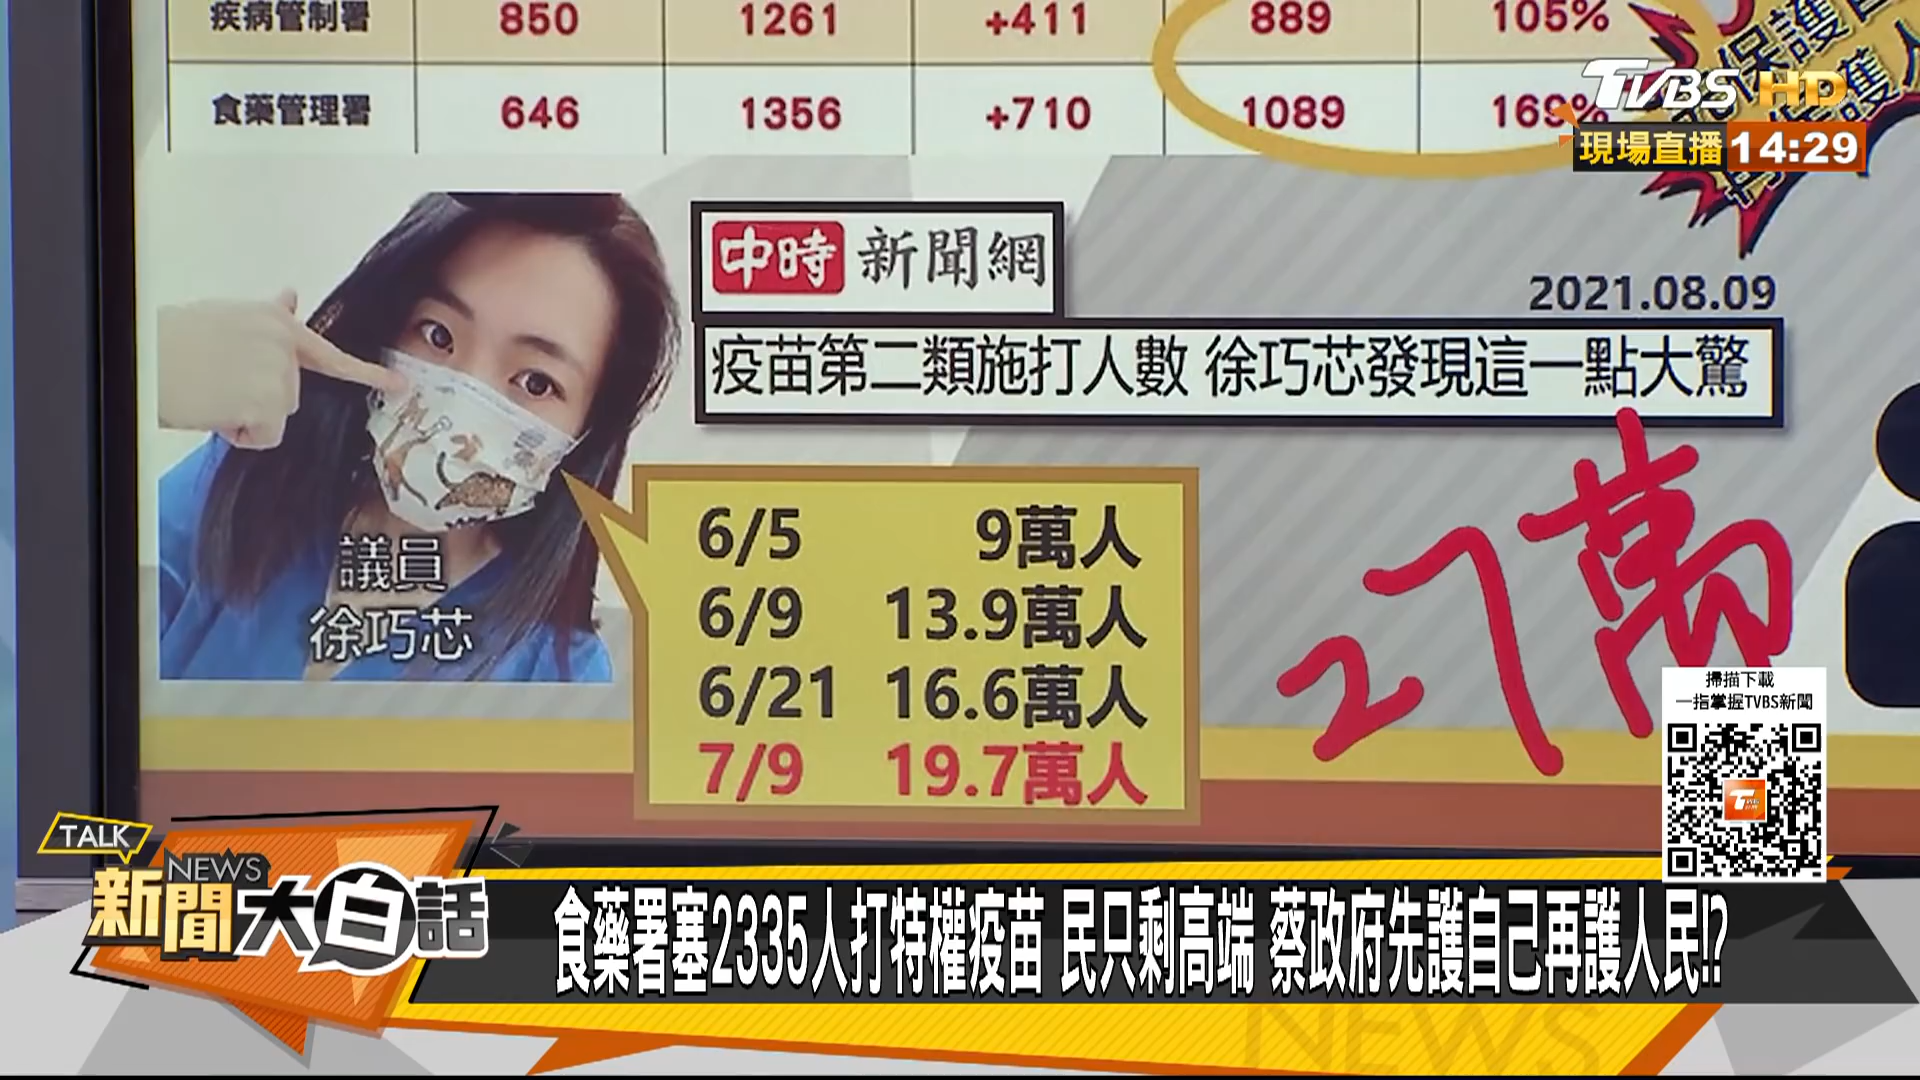 疾病管制署 850 1261 +411 889 105%
食藥管理署 646 1356 +710 1089 169%
TVBS HD
現場直播 14:29
中時 新聞網
2021.08.09
疫苗第二類施打人數 徐巧芯發現這一點大驚
議員
徐巧芯
6/5 9萬人
6/9 13.9萬人
6/21 16.6萬人
7/9 19.7萬人
27萬
掃描下載
一指掌握TVBS新聞
TALK
NEWS
新聞大白話
食藥署塞2335人打特權疫苗 民只剩高端 蔡政府先護自己再護人民!?
NEWS